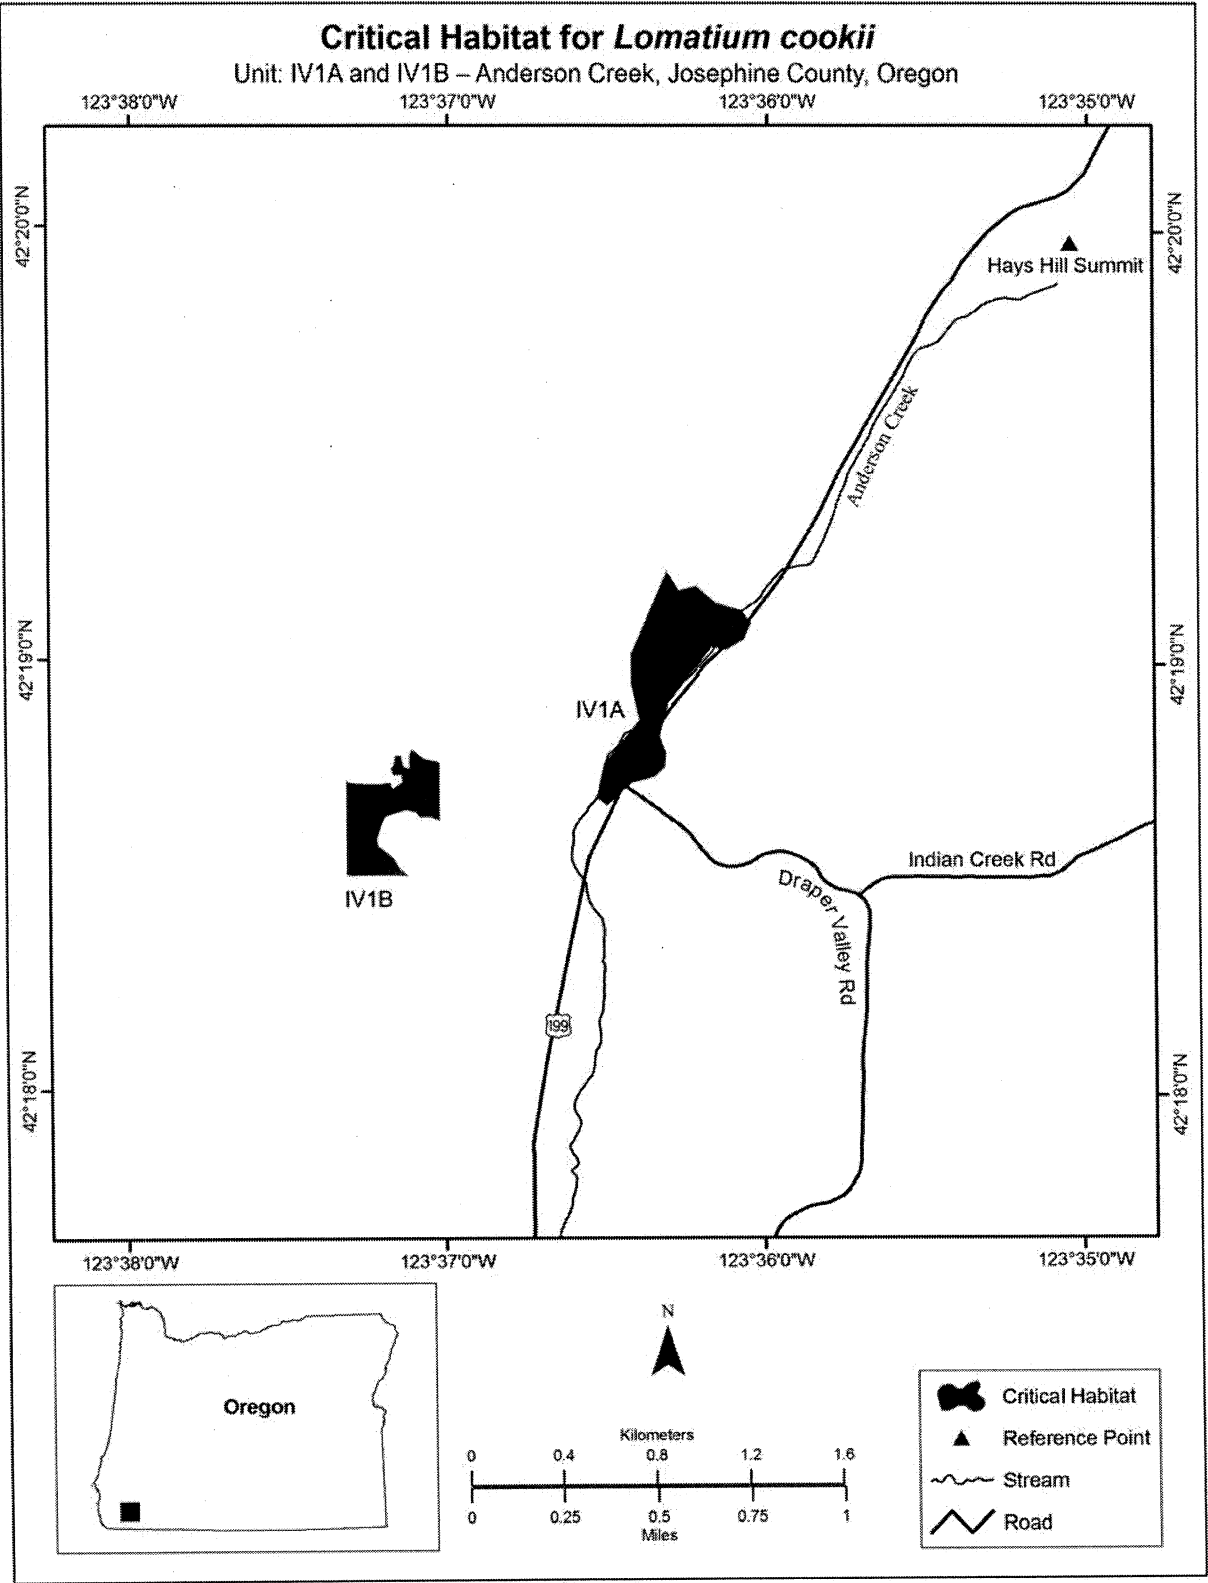 Critical Habitat for Lomatium cookii
Unit: IV1A and IV1B – Anderson Creek, Josephine County, Oregon
123°38'0"W 123°37'0"W 123°36'0"W 123°35'0"W
42°20'0"N 42°20'0"N
Hays Hill Summit
Anderson Creek
42°19'0"N 42°19'0"N
IV1A
IV1B
Indian Creek Rd
Draper Valley Rd
199
42°18'0"N 42°18'0"N
123°38'0"W 123°37'0"W 123°36'0"W 123°35'0"W
Oregon
N
Kilometers
0 0.4 0.8 1.2 1.6
0 0.25 0.5 0.75 1
Miles
Critical Habitat
Reference Point
Stream
Road